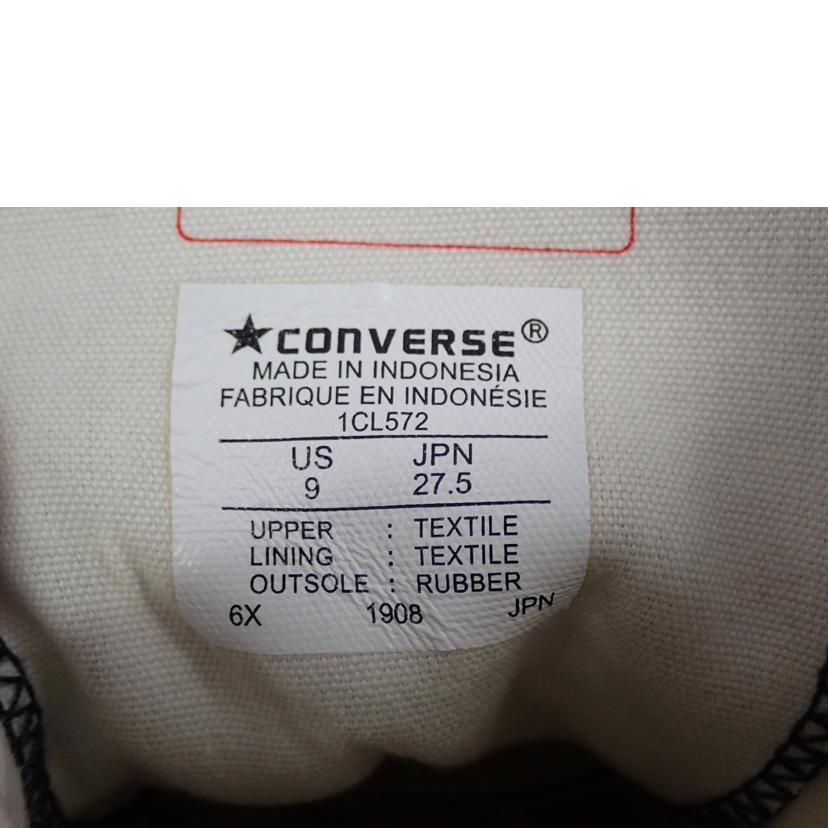 ★CONVERSE®
MADE IN INDONESIA
FABRIQUE EN INDONÉSIE
1CL572
US JPN
9 27.5
UPPER : TEXTILE
LINING : TEXTILE
OUTSOLE : RUBBER
6X 1908 JPN